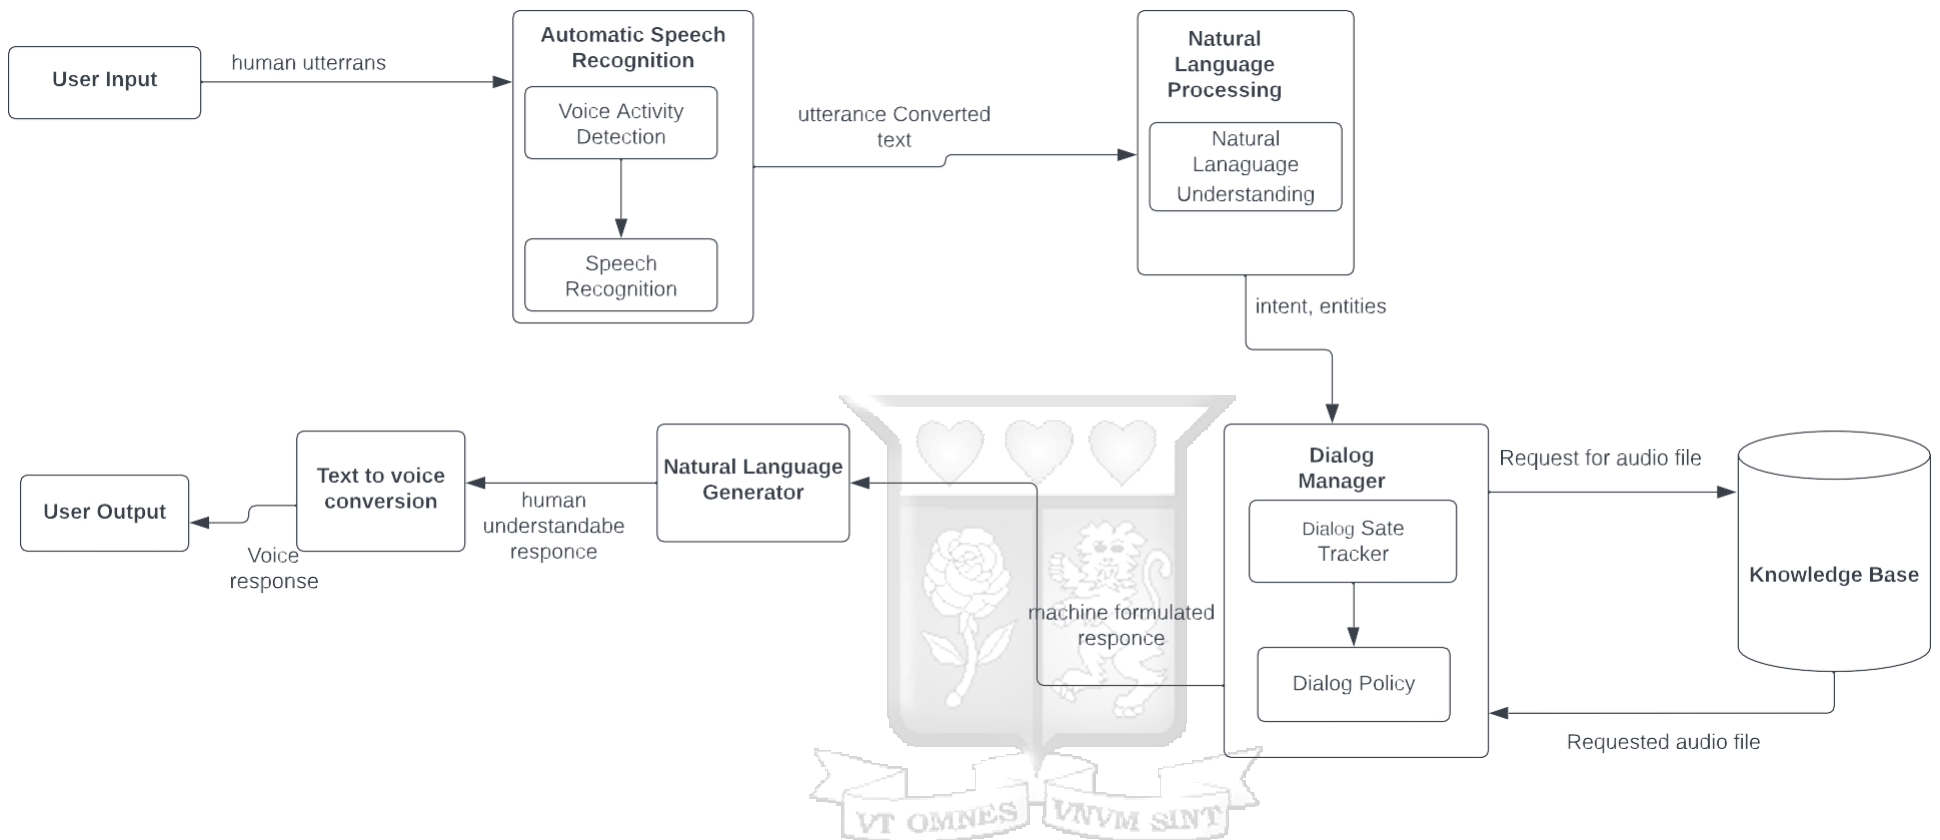 User Input
human utterrans
Automatic Speech
Recognition
Voice Activity
Detection
Speech
Recognition
utterance Converted
text
Natural
Language
Processing
Natural
Lanaguage
Understanding
intent, entities
Dialog
Manager
Dialog Sate
Tracker
Dialog Policy
Request for audio file
Knowledge Base
Requested audio file
machine formulated
responce
Natural Language
Generator
human
understandabe
responce
Text to voice
conversion
Voice
response
User Output
VT OMNES VNVM SINT